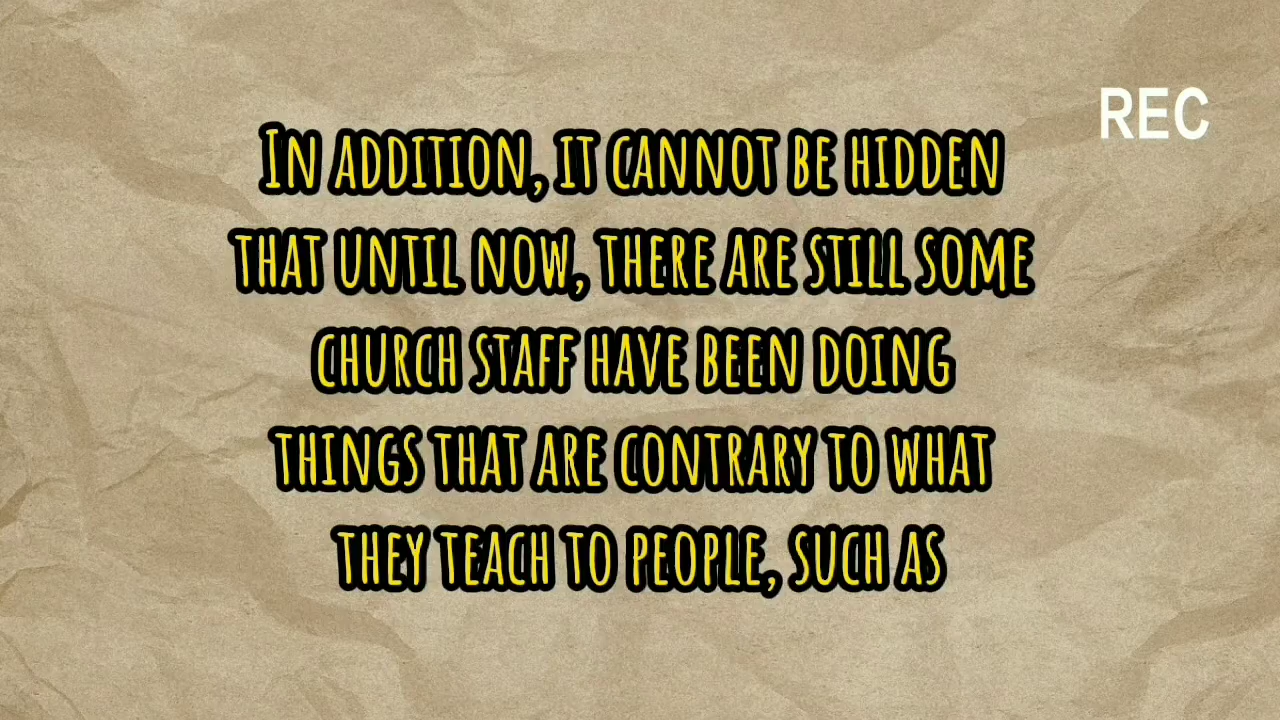 REC
In addition, it cannot be hidden
that until now, there are still some
church staff have been doing
things that are contrary to what
they teach to people, such as